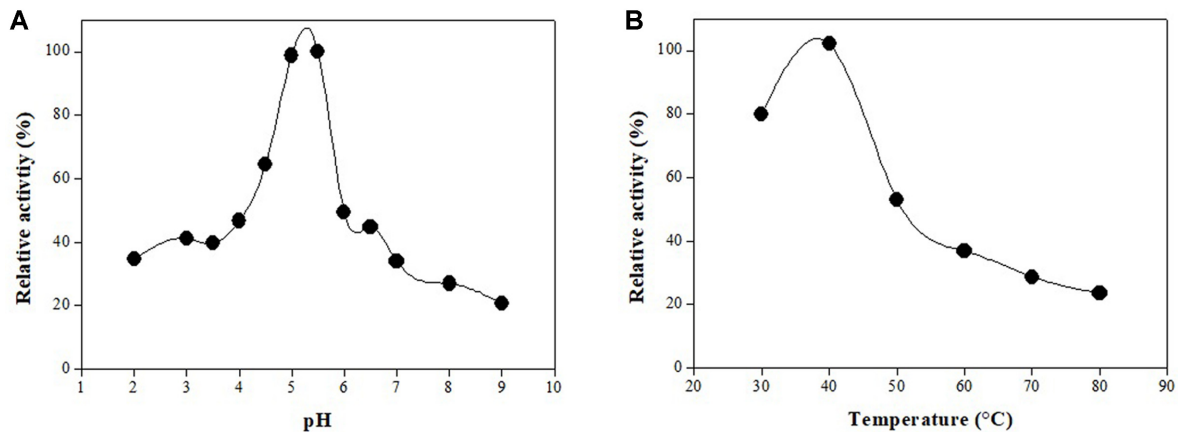 A
Relative activtiy (%)
100
80
60
40
20
0
1 2 3 4 5 6 7 8 9 10
pH
B
Relative activity (%)
100
80
60
40
20
0
20 30 40 50 60 70 80 90
Temperature (°C)